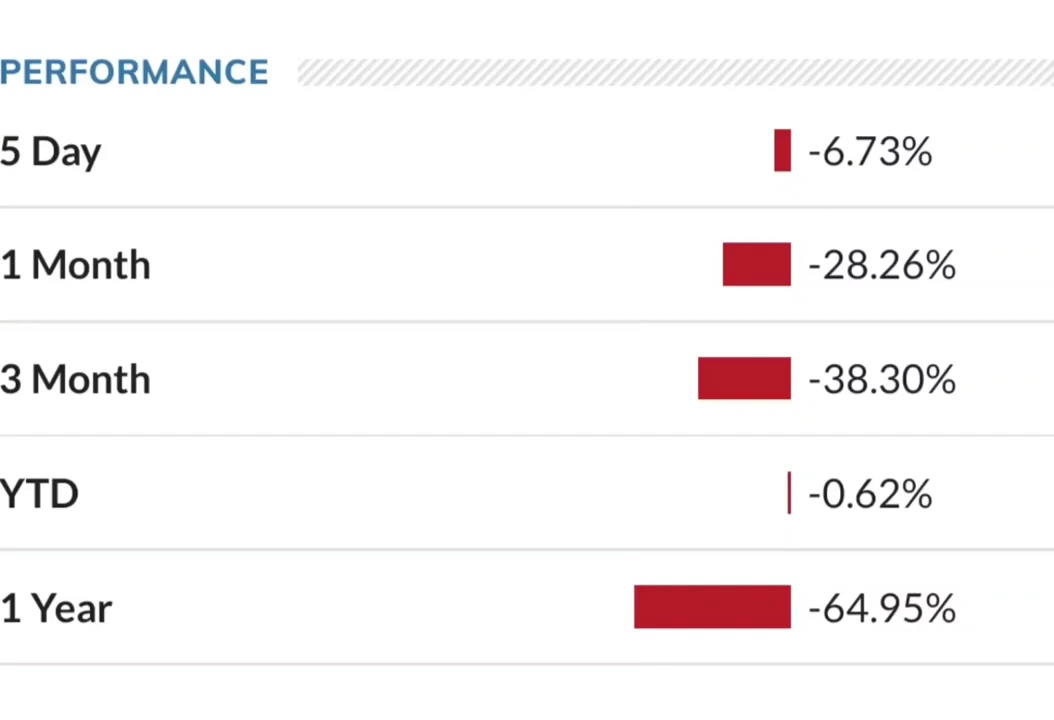 PERFORMANCE
5 Day -6.73%
1 Month -28.26%
3 Month -38.30%
YTD -0.62%
1 Year -64.95%